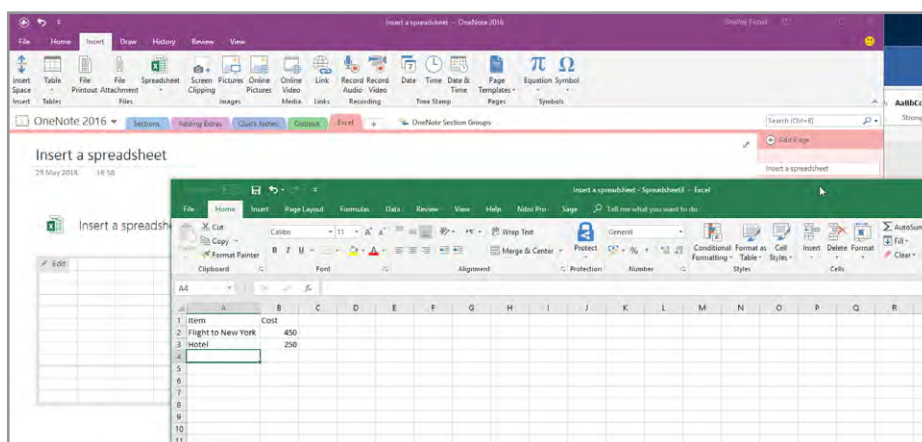 Insert a spreadsheet - OneNote 2016
File Home Insert Draw History Review View
Insert Space Table File Printout File Attachment Spreadsheet Screen Clipping Pictures Online Pictures Online Video Link Record Audio Record Video Date Time Date & Time Page Templates Equation Symbol
Insert Tables Files Images Media Links Recording Time Stamp Pages Symbols
OneNote 2016 Sections Adding Extras Quick Notes Outlook Excel + OneNote Section Groups Search (Ctrl+E)
Add Page
Insert a spreadsheet
Insert a spreadsheet
25 May 2018 16:58
Insert a spreadsh
Edit
Insert a spreadsheet - Spreadsheet3 - Excel
File Home Insert Page Layout Formulas Data Review View Help Nitro Pro Sage Tell me what you want to do
Cut
Copy
Format Painter
Calibri 11 A A
B I U
Wrap Text
Merge & Center
Protect
General
Conditional Formatting Format as Table Cell Styles Insert Delete Format
AutoSum
Fill
Clear
Clipboard Font Alignment Protection Number Styles Cells
A4
A B C D E F G H I J K L M N O P Q R
1 Item Cost
2 Flight to New York 450
3 Hotel 250
4
5
6
7
8
9
10
11
AaBbCc
Strong